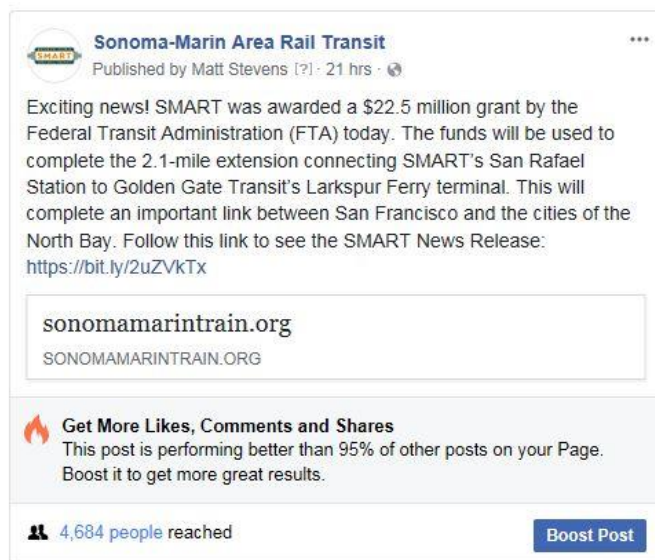 SMART
Sonoma-Marin Area Rail Transit
Published by Matt Stevens [?] · 21 hrs ·
Exciting news! SMART was awarded a $22.5 million grant by the
Federal Transit Administration (FTA) today. The funds will be used to
complete the 2.1-mile extension connecting SMART's San Rafael
Station to Golden Gate Transit's Larkspur Ferry terminal. This will
complete an important link between San Francisco and the cities of the
North Bay. Follow this link to see the SMART News Release:
https://bit.ly/2uZVkTx
sonomamarintrain.org
SONOMAMARINTRAIN.ORG
Get More Likes, Comments and Shares
This post is performing better than 95% of other posts on your Page.
Boost it to get more great results.
4,684 people reached
Boost Post